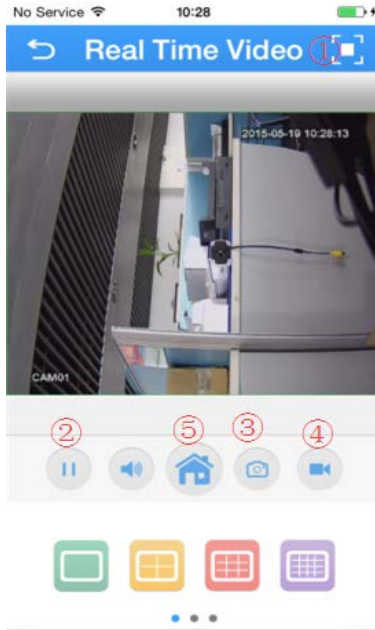 No Service 10:28
Real Time Video ①
2015-05-19 10:28:13
CAM01
② ⑤ ③ ④